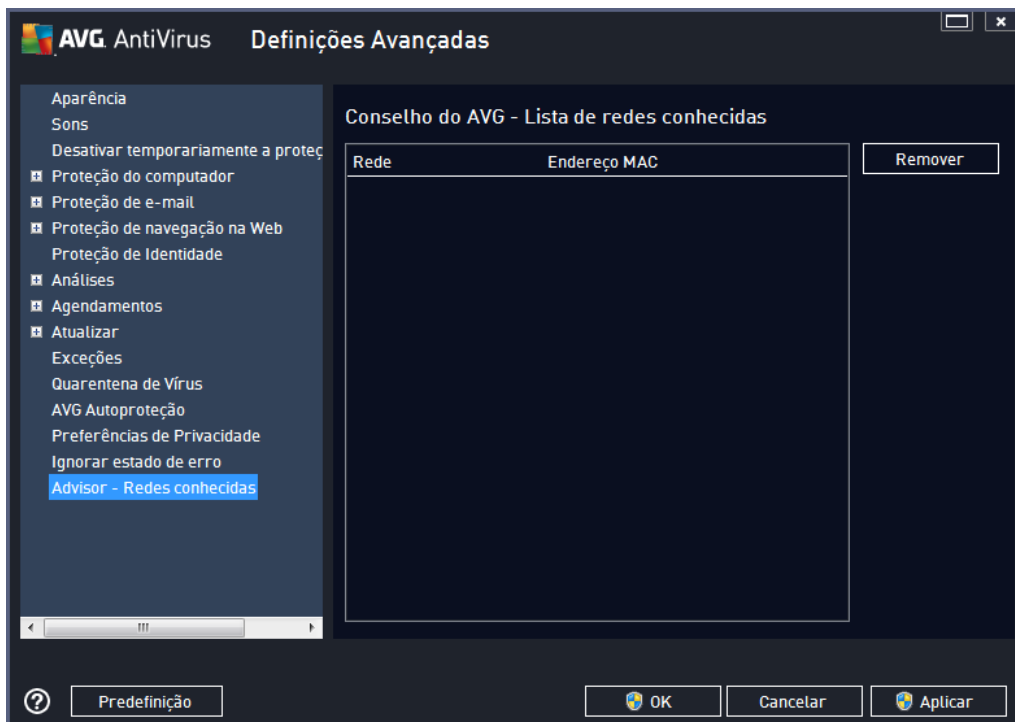 AVG AntiVirus Definições Avançadas
Aparência
Sons
Desativar temporariamente a proteç
Proteção do computador
Proteção de e-mail
Proteção de navegação na Web
Proteção de Identidade
Análises
Agendamentos
Atualizar
Exceções
Quarentena de Vírus
AVG Autoproteção
Preferências de Privacidade
Ignorar estado de erro
Advisor - Redes conhecidas
Conselho do AVG - Lista de redes conhecidas
Rede Endereço MAC
Remover
Predefinição
OK
Cancelar
Aplicar